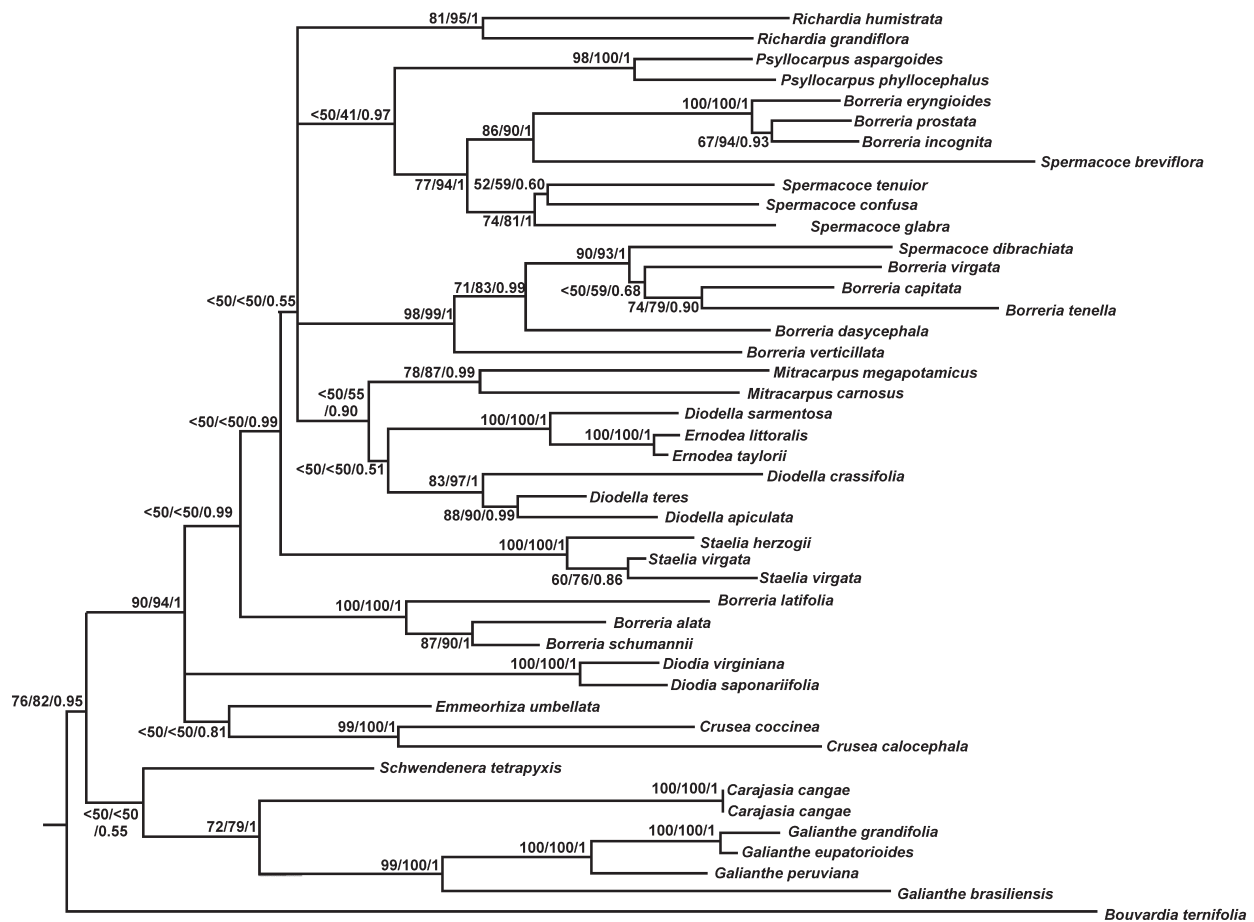 81/95/1
Richardia humistrata
Richardia grandiflora
98/100/1
Psyllocarpus aspargoides
Psyllocarpus phyllocephalus
<50/41/0.97
100/100/1
Borreria eryngioides
Borreria prostata
86/90/1
67/94/0.93
Borreria incognita
Spermacoce breviflora
77/94/1
52/59/0.60
Spermacoce tenuior
Spermacoce confusa
74/81/1
Spermacoce glabra
90/93/1
Spermacoce dibrachiata
Borreria virgata
71/83/0.99
<50/59/0.68
Borreria capitata
<50/<50/0.55
74/79/0.90
Borreria tenella
98/99/1
Borreria dasycephala
Borreria verticillata
78/87/0.99
Mitracarpus megapotamicus
<50/55
/0.90
Mitracarpus carnosus
Diodella sarmentosa
<50/<50/0.99
100/100/1
100/100/1
Ernodea littoralis
Ernodea taylorii
<50/<50/0.51
83/97/1
Diodella crassifolia
Diodella teres
<50/<50/0.99
88/90/0.99
Diodella apiculata
100/100/1
Staelia herzogii
Staelia virgata
60/76/0.86
Staelia virgata
90/94/1
100/100/1
Borreria latifolia
Borreria alata
87/90/1
Borreria schumannii
100/100/1
Diodia virginiana
Diodia saponariifolia
76/82/0.95
Emmeorhiza umbellata
<50/<50/0.81
99/100/1
Crusea coccinea
Crusea calocephala
Schwendenera tetrapyxis
100/100/1
Carajasia cangae
Carajasia cangae
<50/<50
/0.55
72/79/1
100/100/1
Galianthe grandifolia
100/100/1
Galianthe eupatorioides
99/100/1
Galianthe peruviana
Galianthe brasiliensis
Bouvardia ternifolia